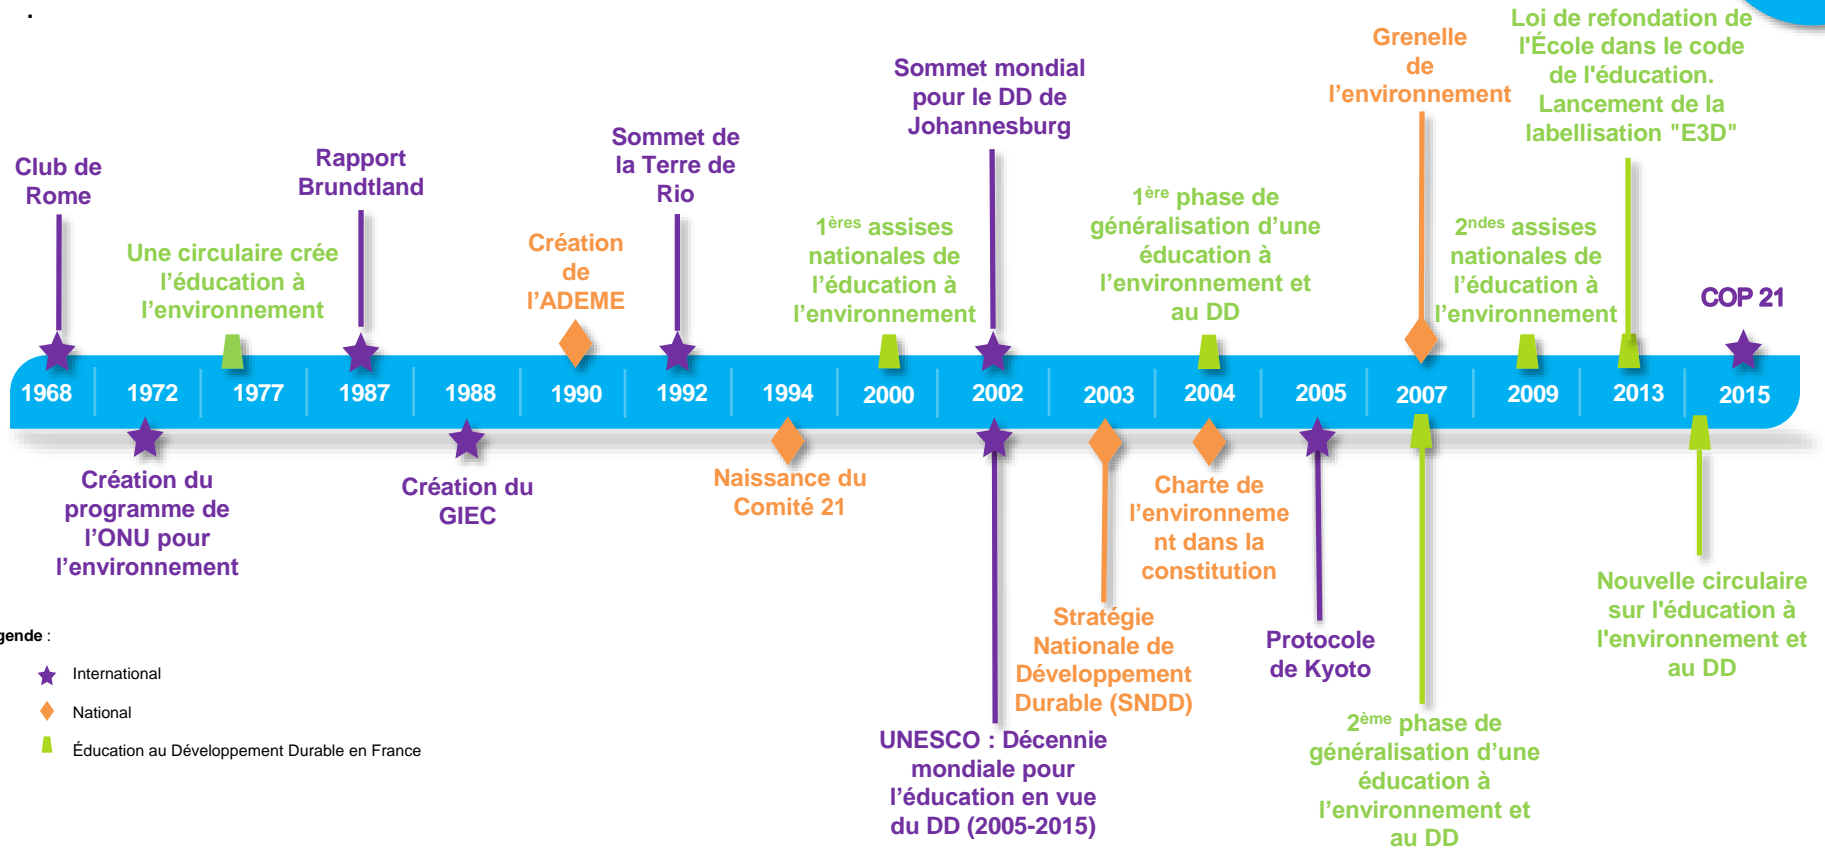 .
Club de
Rome
Une circulaire crée
l’éducation à
l’environnement
Rapport
Brundtland
Création
de
l’ADEME
Sommet de
la Terre de
Rio
1ères assises
nationales de
l’éducation à
l’environnement
Sommet mondial
pour le DD de
Johannesburg
1ère phase de
généralisation d’une
éducation à
l’environnement et
au DD
Grenelle
de
l’environnement
2ndes assises
nationales de
l’éducation à
l’environnement
Loi de refondation de
l'École dans le code
de l'éducation.
Lancement de la
labellisation "E3D"
COP 21
1968 1972 1977 1987 1988 1990 1992 1994 2000 2002 2003 2004 2005 2007 2009 2013 2015
Création du
programme de
l’ONU pour
l’environnement
Création du
GIEC
Naissance du
Comité 21
UNESCO : Décennie
mondiale pour
l’éducation en vue
du DD (2005-2015)
Stratégie
Nationale de
Développement
Durable (SNDD)
Charte de
l’environneme
nt dans la
constitution
Protocole
de Kyoto
2ème phase de
généralisation d’une
éducation à
l’environnement et
au DD
Nouvelle circulaire
sur l'éducation à
l'environnement et
au DD
gende :
International
National
Éducation au Développement Durable en France